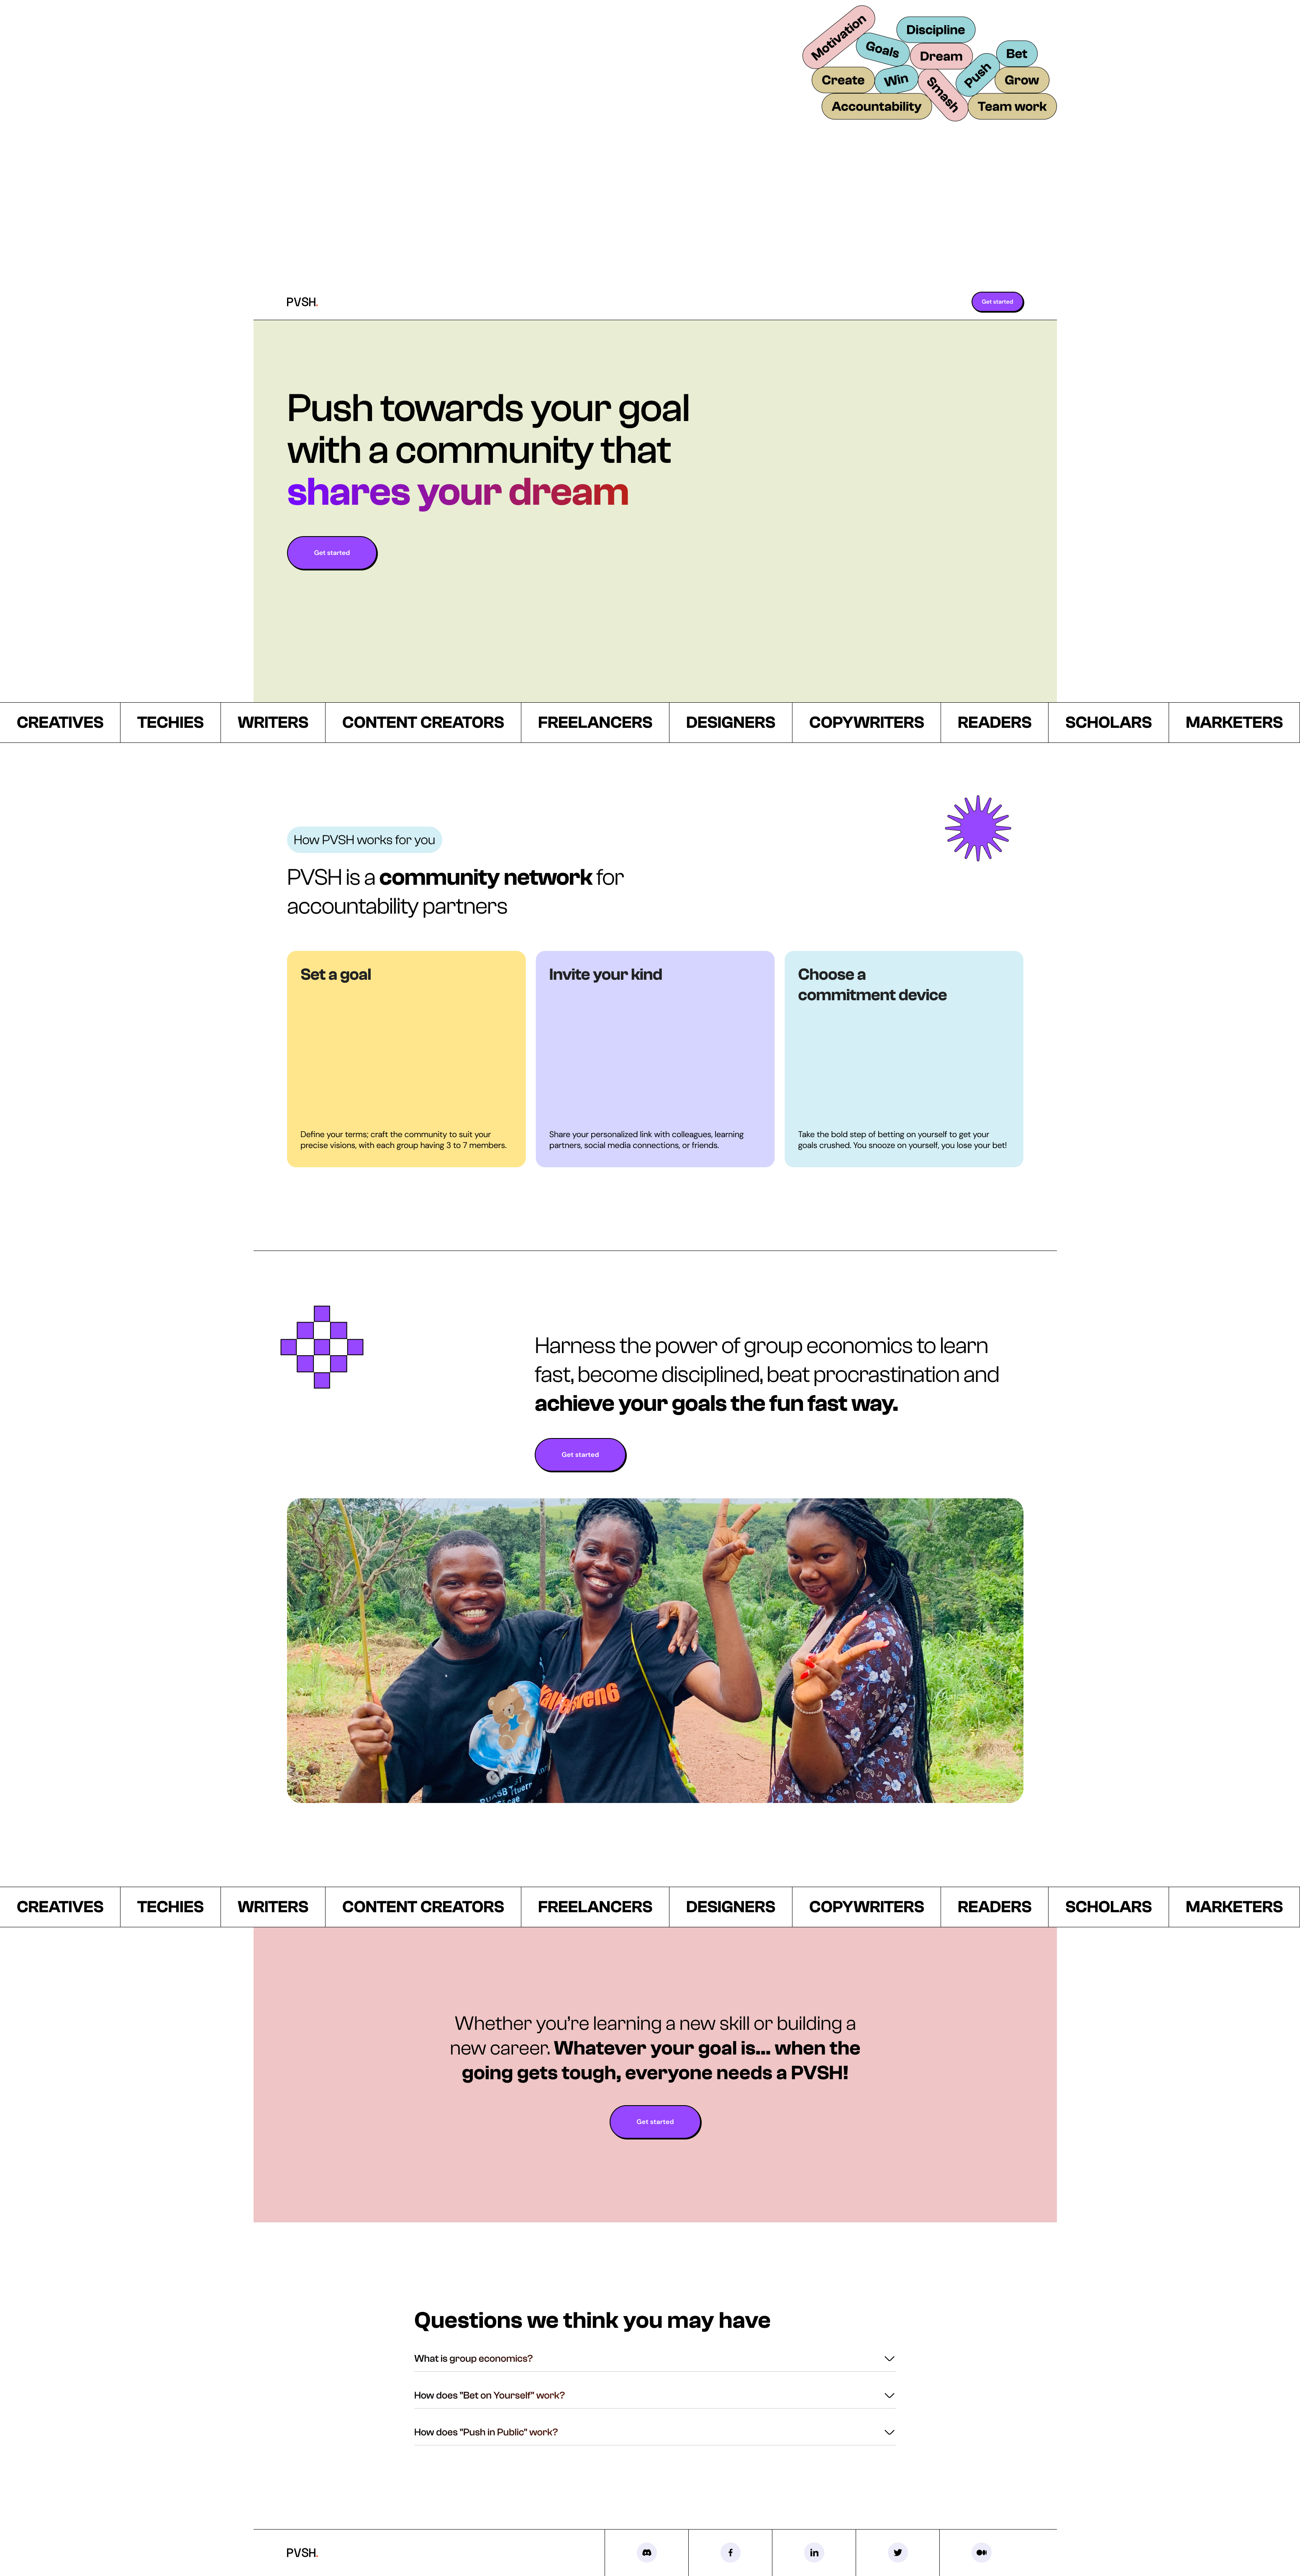 Motivation
Discipline
Goals
Dream
Bet
Create
Win
Smash
Push
Grow
Accountability
Team work
PVSH.
Get started
Push towards your goal
with a community that
shares your dream
Get started
CREATIVES
TECHIES
WRITERS
CONTENT CREATORS
FREELANCERS
DESIGNERS
COPYWRITERS
READERS
SCHOLARS
MARKETERS
How PVSH works for you
PVSH is a community network for
accountability partners
Set a goal
Define your terms; craft the community to suit your
precise visions, with each group having 3 to 7 members.
Invite your kind
Share your personalized link with colleagues, learning
partners, social media connections, or friends.
Choose a
commitment device
Take the bold step of betting on yourself to get your
goals crushed. You snooze on yourself, you lose your bet!
Harness the power of group economics to learn
fast, become disciplined, beat procrastination and
achieve your goals the fun fast way.
Get started
CREATIVES
TECHIES
WRITERS
CONTENT CREATORS
FREELANCERS
DESIGNERS
COPYWRITERS
READERS
SCHOLARS
MARKETERS
Whether you're learning a new skill or building a
new career. Whatever your goal is... when the
going gets tough, everyone needs a PVSH!
Get started
Questions we think you may have
What is group economics?
How does "Bet on Yourself" work?
How does "Push in Public" work?
PVSH.